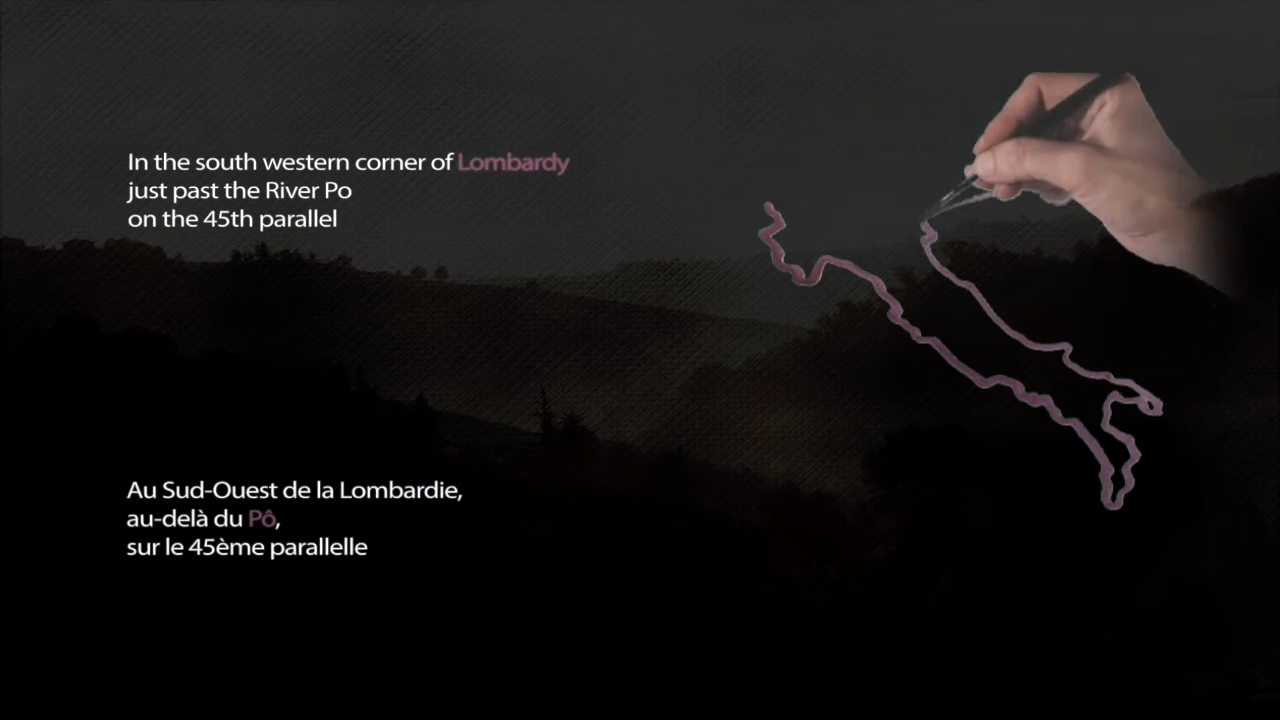 In the south western corner of Lombardy
just past the River Po
on the 45th parallel
Au Sud-Ouest de la Lombardie,
au-delà du Pô,
sur le 45ème parallelle